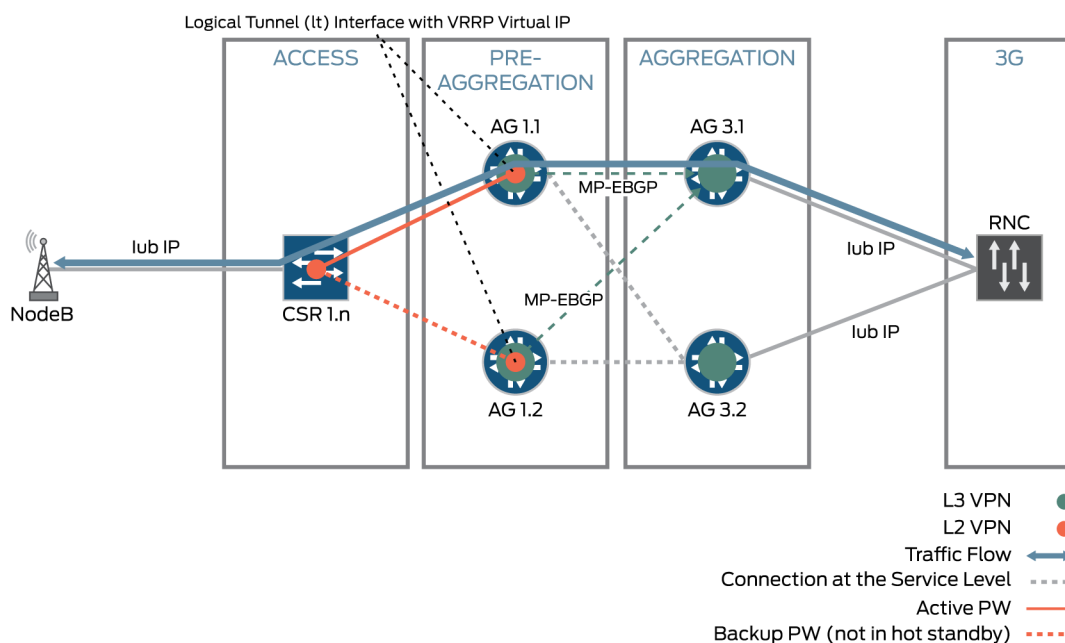 Logical Tunnel (lt) Interface with VRRP Virtual IP
ACCESS
PRE-
AGGREGATION
AGGREGATION
3G
AG 1.1
AG 3.1
MP-EBGP
Iub IP
NodeB
CSR 1.n
Iub IP
RNC
MP-EBGP
Iub IP
AG 1.2
AG 3.2
L3 VPN
L2 VPN
Traffic Flow
Connection at the Service Level
Active PW
Backup PW (not in hot standby)